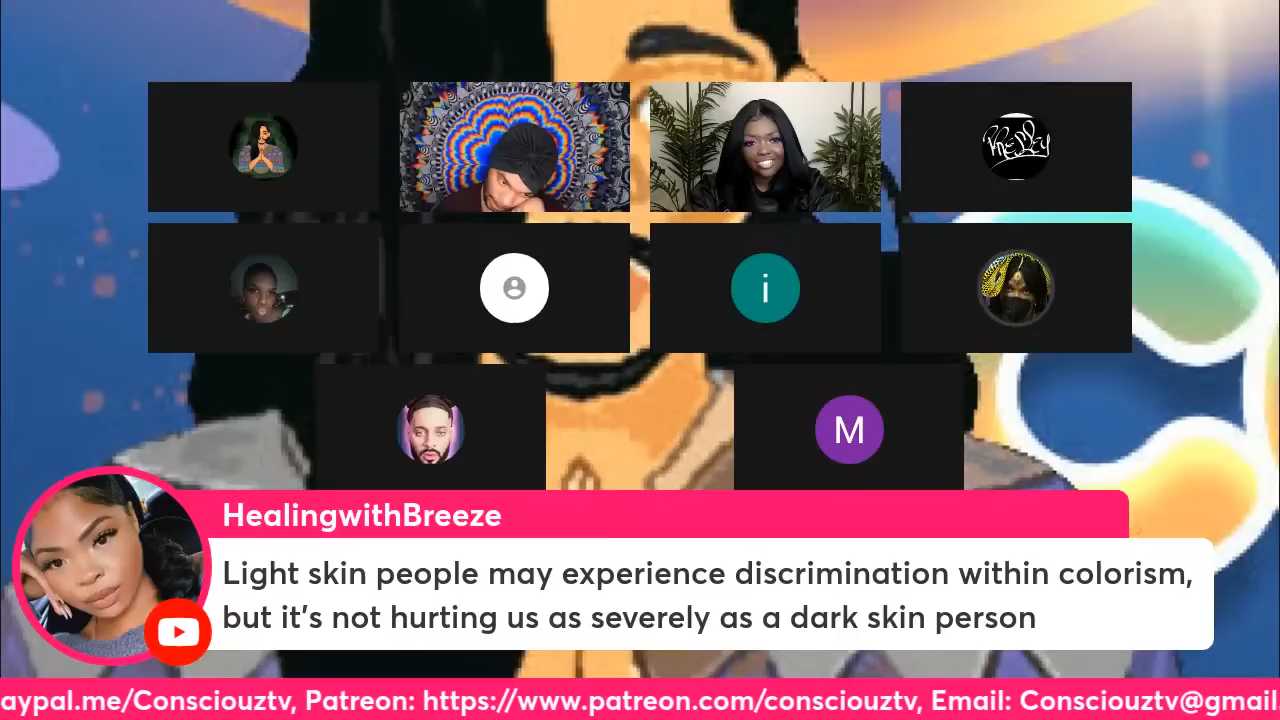 i
M
HealingwithBreeze
Light skin people may experience discrimination within colorism,
but it's not hurting us as severely as a dark skin person
aypal.me/Consciouztv, Patreon: https://www.patreon.com/consciouztv, Email: Consciouztv@gmail.